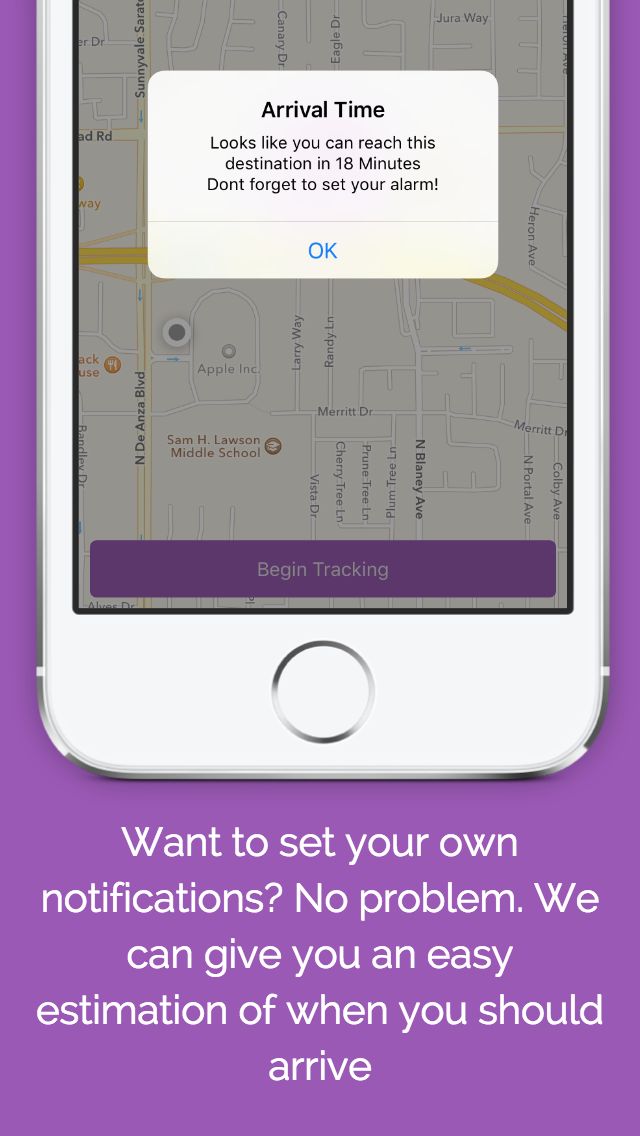 Jura Way
Canary Dr
Eagle Dr
Heron Ave
er Dr
Sunnyvale Sarato
ad Rd
way
Arrival Time
Looks like you can reach this
destination in 18 Minutes
Dont forget to set your alarm!
OK
Heron Ave
Larry Way
Randy Ln
ack
use
Apple Inc.
N De Anza Blvd
Merritt Dr
Merritt Dr
Sam H. Lawson
Middle School
Bandley Dr
Vista Dr
Cherry Tree Ln
Prune Tree Ln
Plum Tree Ln
N Blaney Ave
N Portal Ave
Colby Ave
Begin Tracking
Alves Dr
Want to set your own
notifications? No problem. We
can give you an easy
estimation of when you should
arrive